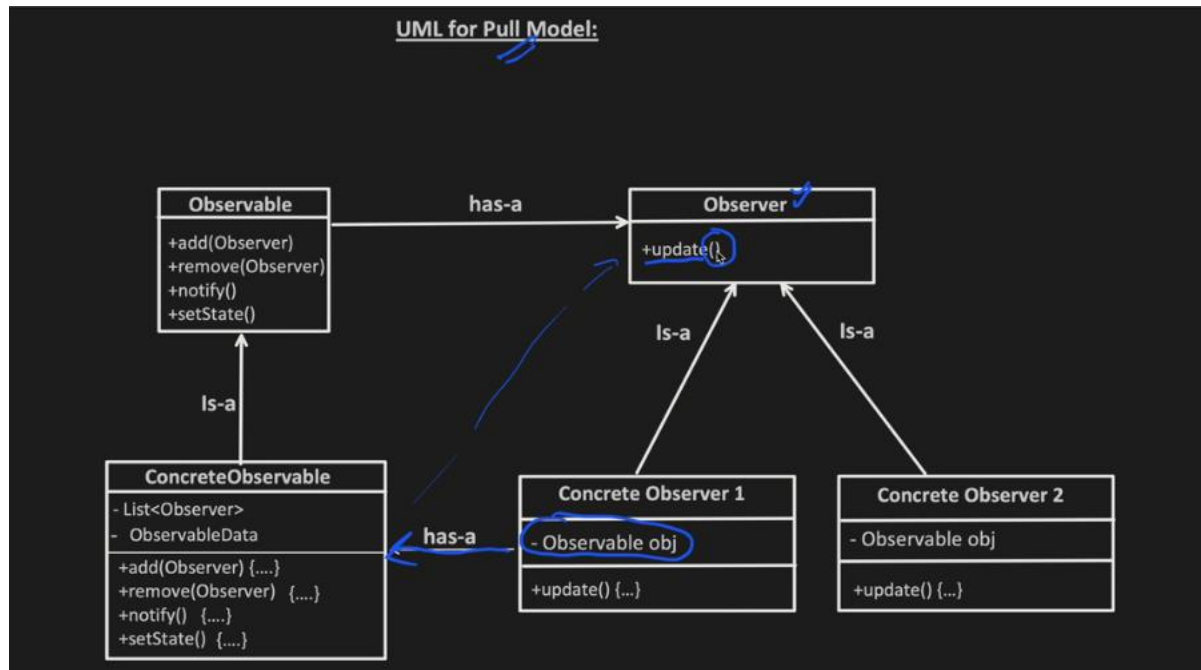 UML for Pull Model:
Observable
+add(Observer)
+remove(Observer)
+notify()
+setState()
has-a
Observer
+update()
Is-a
Is-a
Is-a
ConcreteObservable
- List<Observer>
- ObservableData
+add(Observer) {....}
+remove(Observer) {....}
+notify() {....}
+setState() {....}
has-a
Concrete Observer 1
- Observable obj
+update() {...}
Concrete Observer 2
- Observable obj
+update() {...}